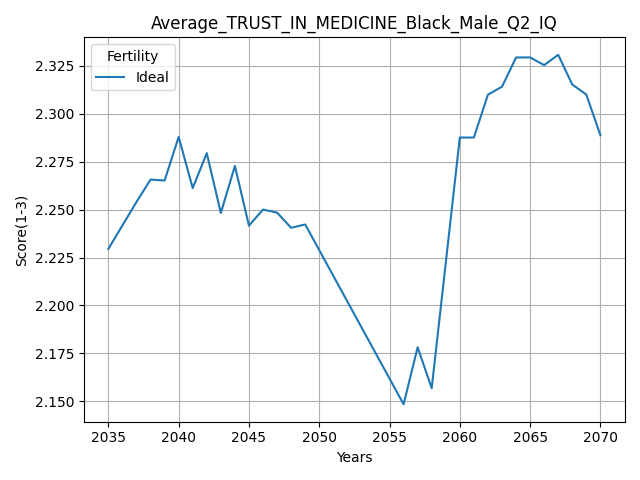 Average_TRUST_IN_MEDICINE_Black_Male_Q2_IQ
Fertility
Ideal
Score(1-3)
2.325
2.300
2.275
2.250
2.225
2.200
2.175
2.150
2035 2040 2045 2050 2055 2060 2065 2070
Years